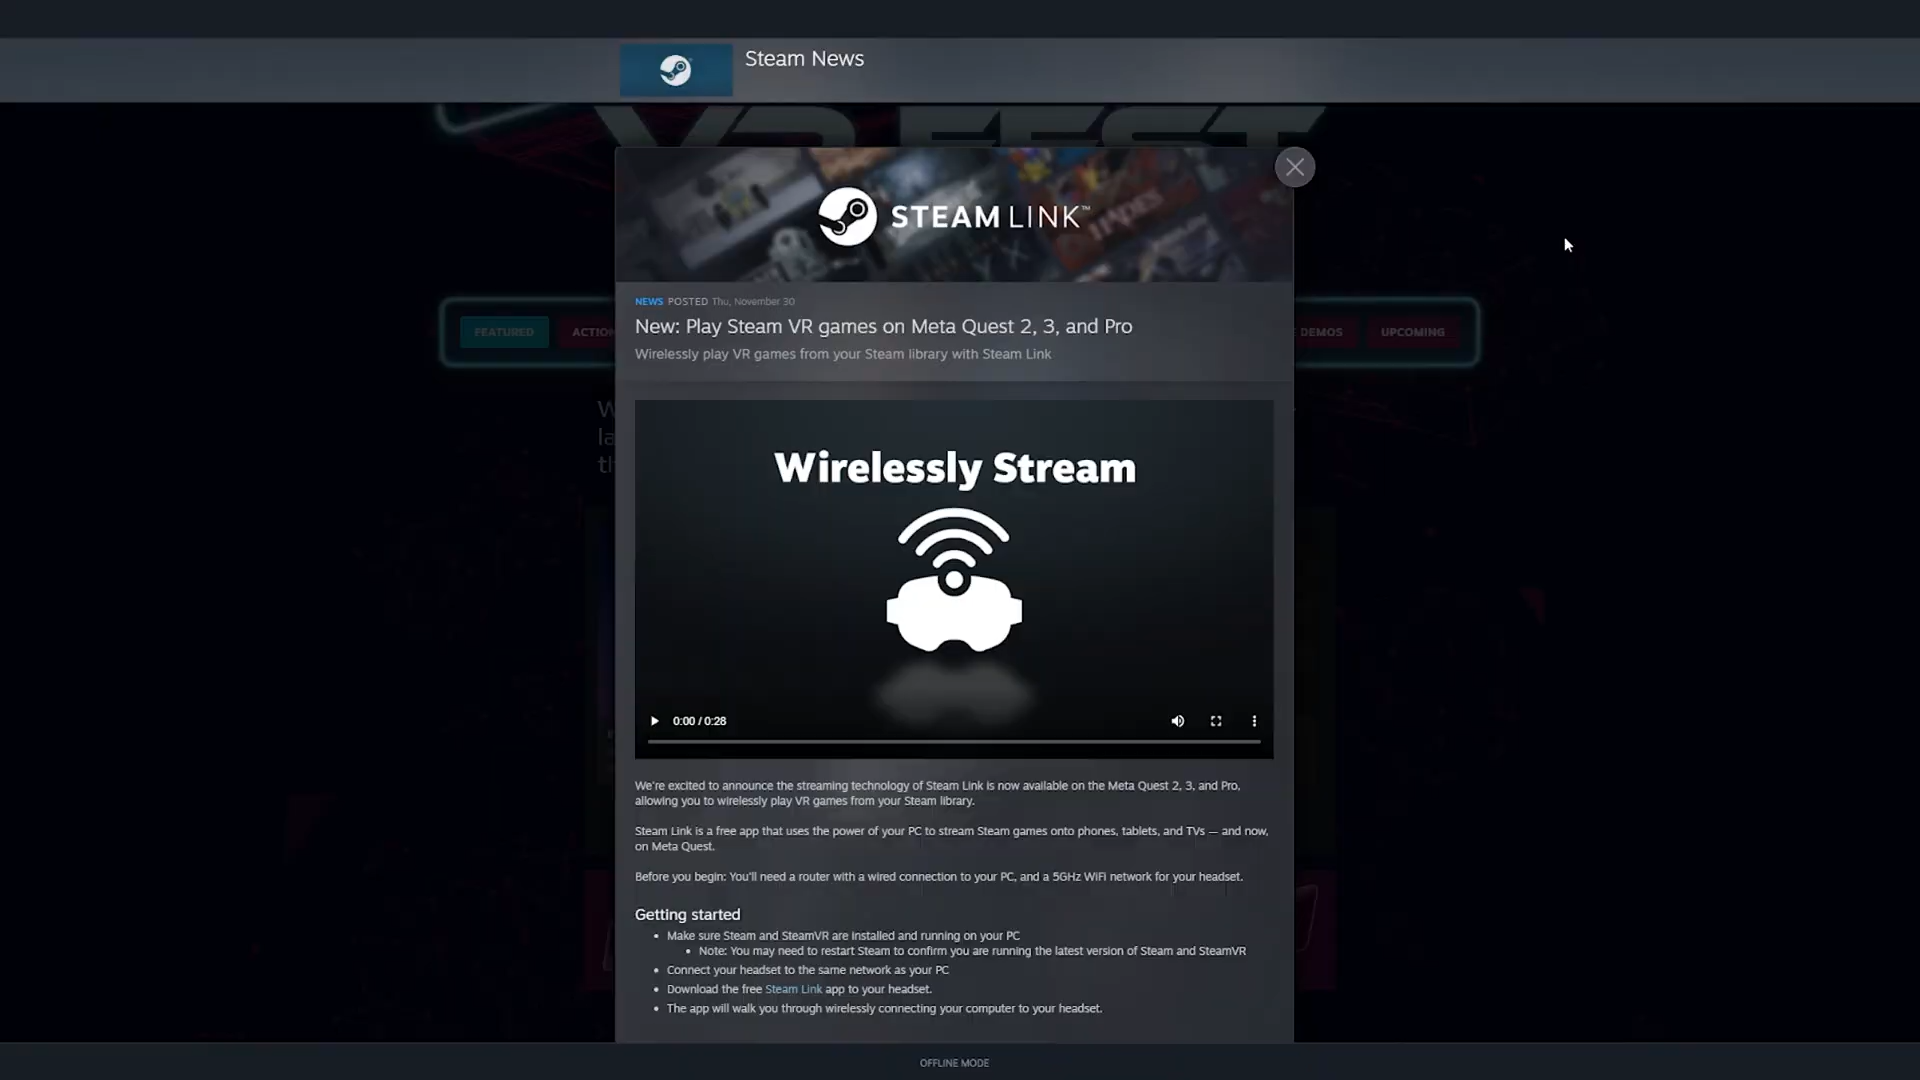 Steam News
VR FEST
STEAM LINK™
NEWS POSTED Thu, November 30
New: Play Steam VR games on Meta Quest 2, 3, and Pro
Wirelessly play VR games from your Steam library with Steam Link
FEATURED
ACTION
DEMOS
UPCOMING
Wirelessly Stream
0:00 / 0:28
We're excited to announce the streaming technology of Steam Link is now available on the Meta Quest 2, 3, and Pro,
allowing you to wirelessly play VR games from your Steam library.
Steam Link is a free app that uses the power of your PC to stream Steam games onto phones, tablets, and TVs — and now,
on Meta Quest.
Before you begin: You'll need a router with a wired connection to your PC, and a 5GHz WiFi network for your headset.
Getting started
• Make sure Steam and SteamVR are installed and running on your PC
• Note: You may need to restart Steam to confirm you are running the latest version of Steam and SteamVR
• Connect your headset to the same network as your PC
• Download the free Steam Link app to your headset.
• The app will walk you through wirelessly connecting your computer to your headset.
OFFLINE MODE